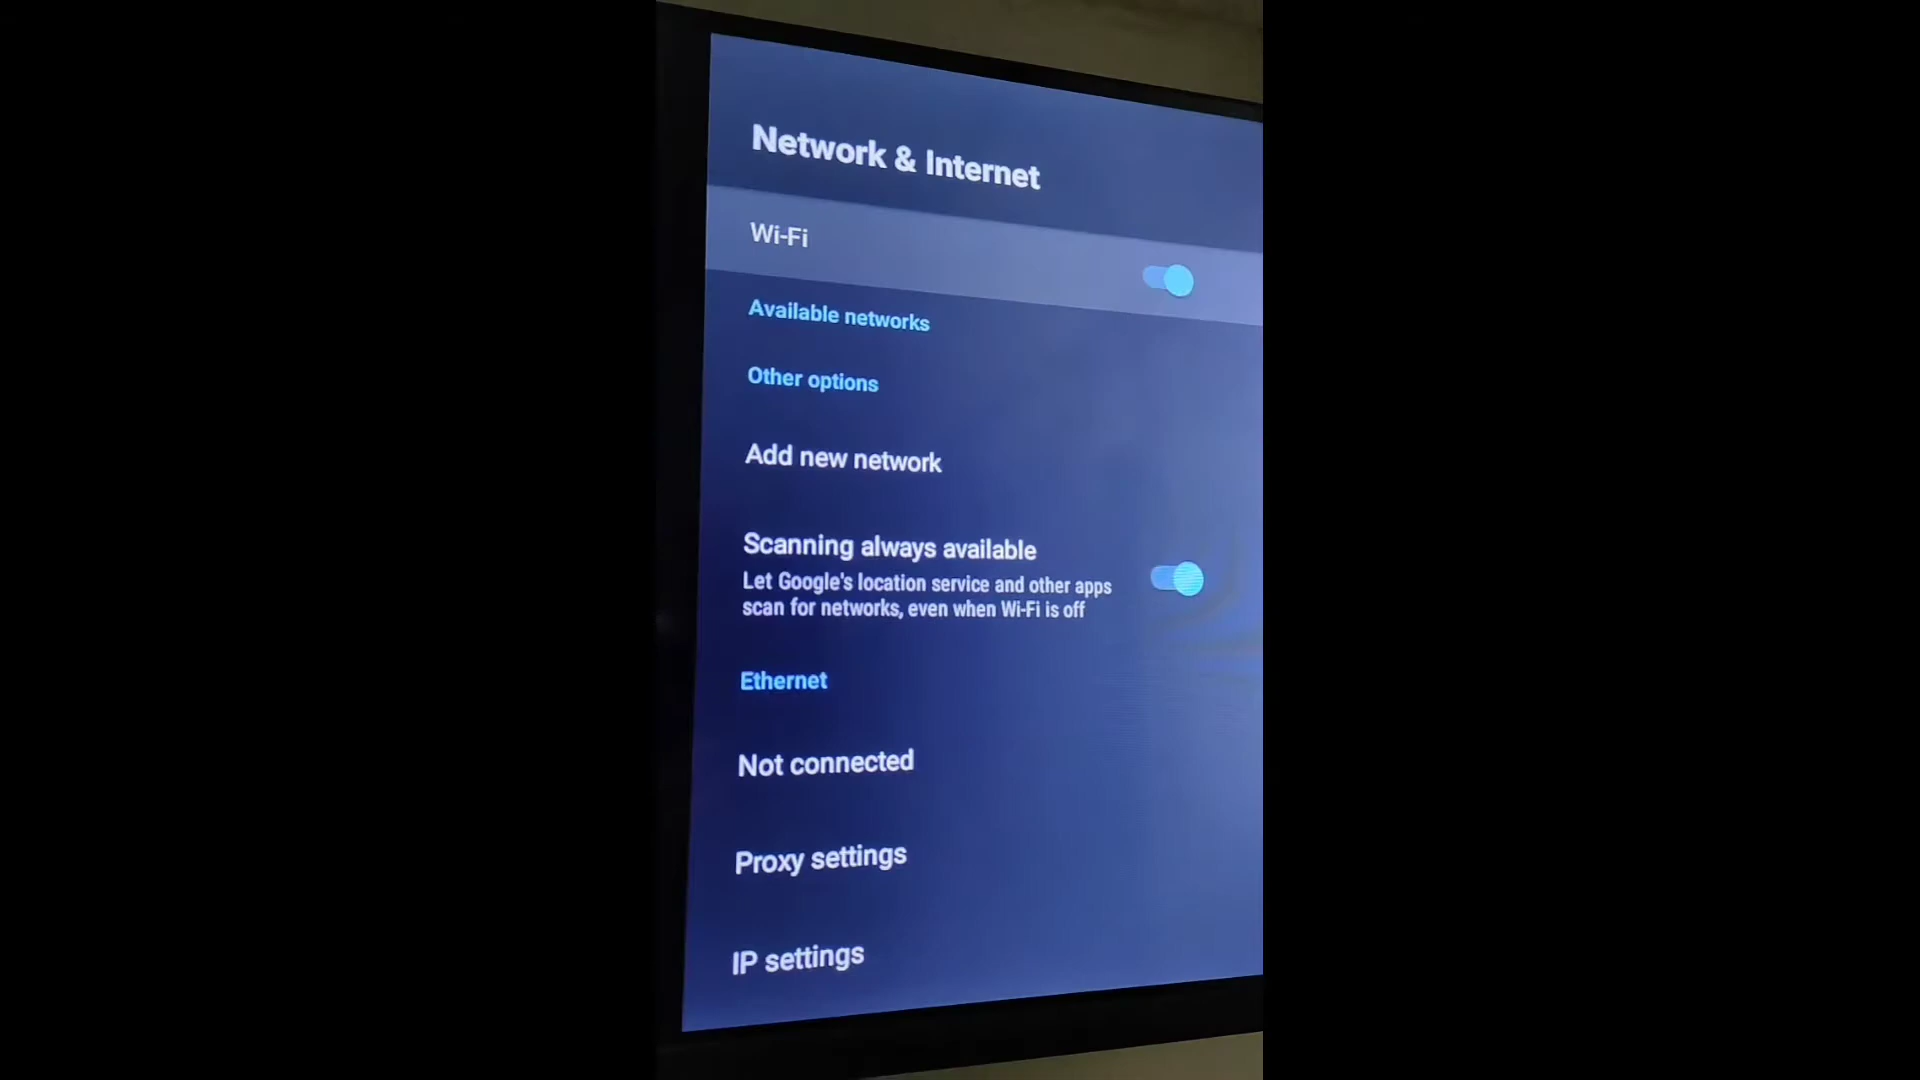 Network & Internet
Wi-Fi
Available networks
Other options
Add new network
Scanning always available
Let Google's location service and other apps
scan for networks, even when Wi-Fi is off
Ethernet
Not connected
Proxy settings
IP settings